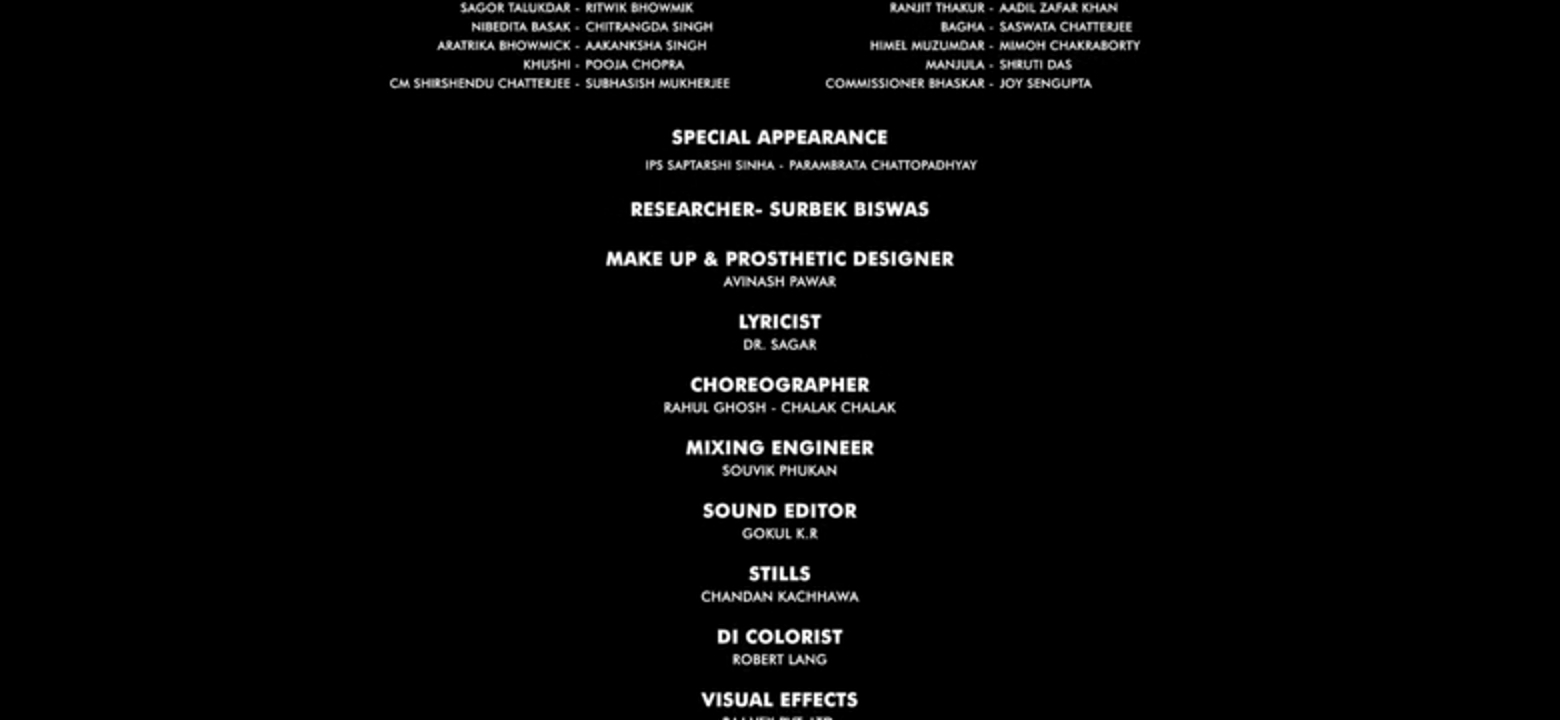 SAGOR TALUKDAR - RITWIK BHOWMIK
NIBEDITA BASAK - CHITRANGDA SINGH
ARATRIKA BHOWMICK - AAKANKSHA SINGH
KHUSHI - POOJA CHOPRA
CM SHIRSHENDU CHATTERJEE - SUBHASISH MUKHERJEE
RANJIT THAKUR - AADIL ZAFAR KHAN
BAGHA - SASWATA CHATTERJEE
HIMEL MUZUMDAR - MIMOH CHAKRABORTY
MANJULA - SHRUTI DAS
COMMISSIONER BHASKAR - JOY SENGUPTA
SPECIAL APPEARANCE
IPS SAPTARSHI SINHA - PARAMBRATA CHATTOPADHYAY
RESEARCHER- SURBEK BISWAS
MAKE UP & PROSTHETIC DESIGNER
AVINASH PAWAR
LYRICIST
DR. SAGAR
CHOREOGRAPHER
RAHUL GHOSH - CHALAK CHALAK
MIXING ENGINEER
SOUVIK PHUKAN
SOUND EDITOR
GOKUL K.R
STILLS
CHANDAN KACHHAWA
DI COLORIST
ROBERT LANG
VISUAL EFFECTS